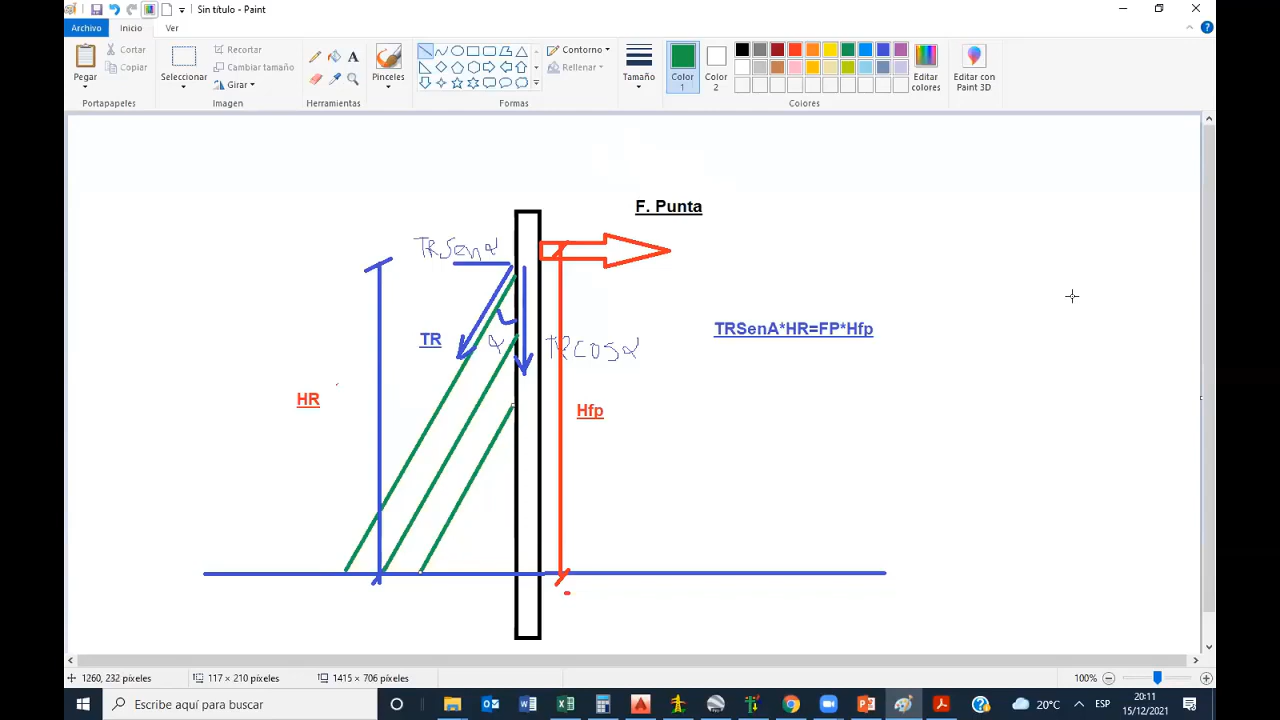 Sin título - Paint
Archivo Inicio Ver
Pegar
Cortar
Copiar
Portapapeles
Seleccionar
Recortar
Cambiar tamaño
Girar
Imagen
A
Herramientas
Pinceles
Formas
Contorno
Rellenar
Tamaño
Color 1
Color 2
Colores
Editar colores
Editar con Paint 3D
F. Punta
TRSenα
TR
α
TRCOSα
TRSenA*HR=FP*Hfp
HR
Hfp
1260, 232 píxeles
117 × 210 píxeles
1415 × 706 píxeles
100%
Escribe aquí para buscar
20°C
ESP
20:11
15/12/2021